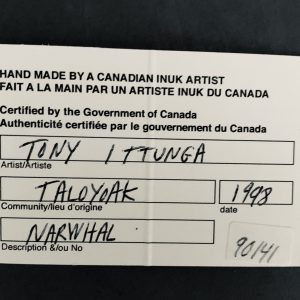 HAND MADE BY A CANADIAN INUK ARTIST
FAIT A LA MAIN PAR UN ARTISTE INUK DU CANADA
Certified by the Government of Canada
Authenticité certifiée par le gouvernement du Canada
TONY ITTUNGA
Artist/Artiste
TALOYOAK 1998
Community/lieu d'origine date
NARWHAL
Description &/ou No
90141